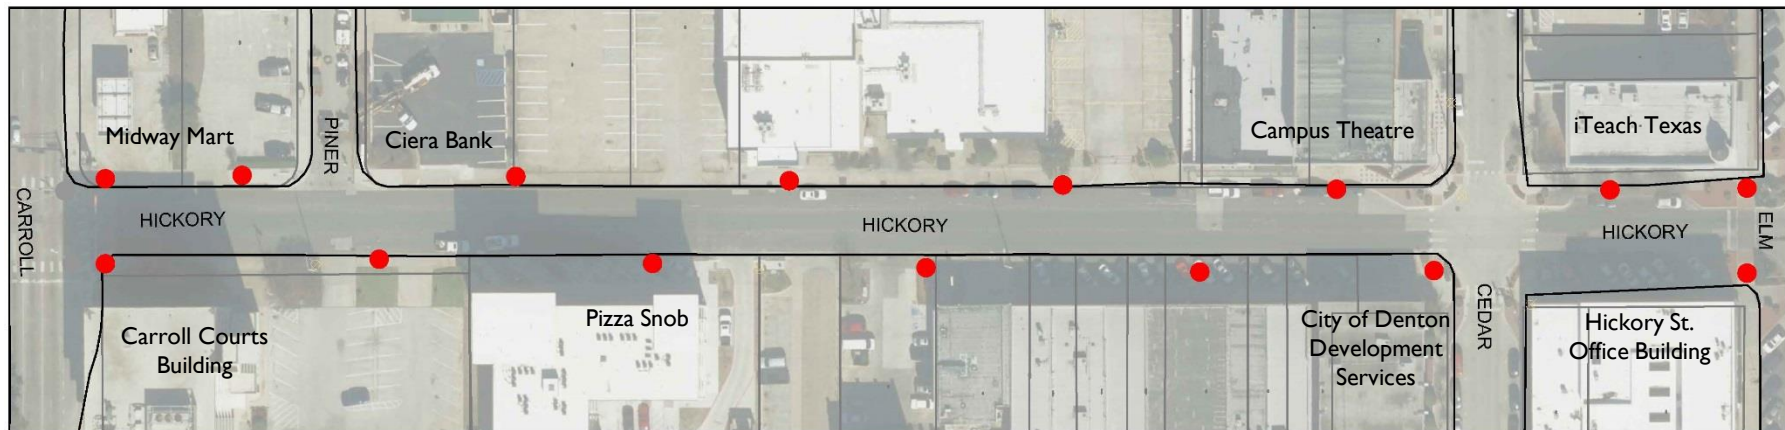 Midway Mart
PINER
Ciera Bank
Campus Theatre
iTeach Texas
CARROLL
HICKORY
HICKORY
HICKORY
ELM
Carroll Courts
Building
Pizza Snob
City of Denton
Development
Services
CEDAR
Hickory St.
Office Building